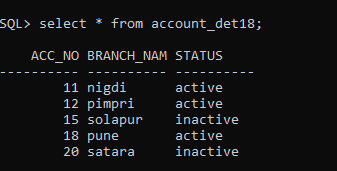 SQL> select * from account_det18;
ACC_NO BRANCH_NAM STATUS
---------- ---------- ----------
11 nigdi active
12 pimpri active
15 solapur inactive
18 pune active
20 satara inactive